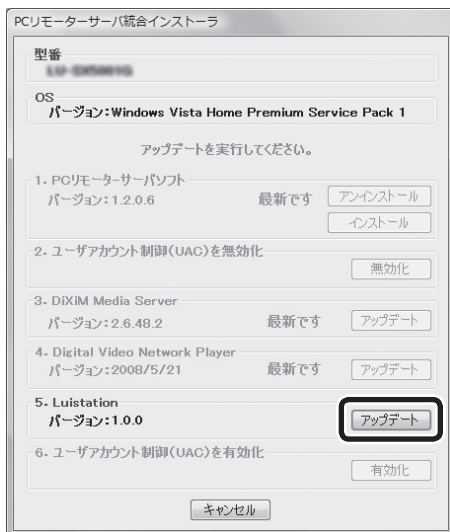 PCリモーターサーバ統合インストーラ
型番
OS
バージョン:Windows Vista Home Premium Service Pack 1
アップデートを実行してください。
1. PCリモーターサーバソフト
バージョン:1.2.0.6 最新です アンインストール
インストール
2. ユーザアカウント制御(UAC)を無効化
無効化
3. DiXiM Media Server
バージョン:2.6.48.2 最新です アップデート
4. Digital Video Network Player
バージョン:2008/5/21 最新です アップデート
5. Luistation
バージョン:1.0.0 アップデート
6. ユーザアカウント制御(UAC)を有効化
有効化
キャンセル